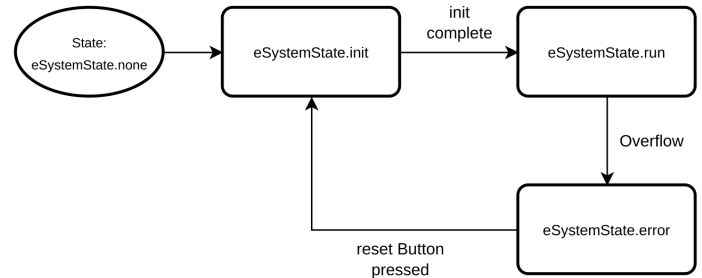 State:
eSystemState.none
eSystemState.init
init
complete
eSystemState.run
Overflow
eSystemState.error
reset Button
pressed